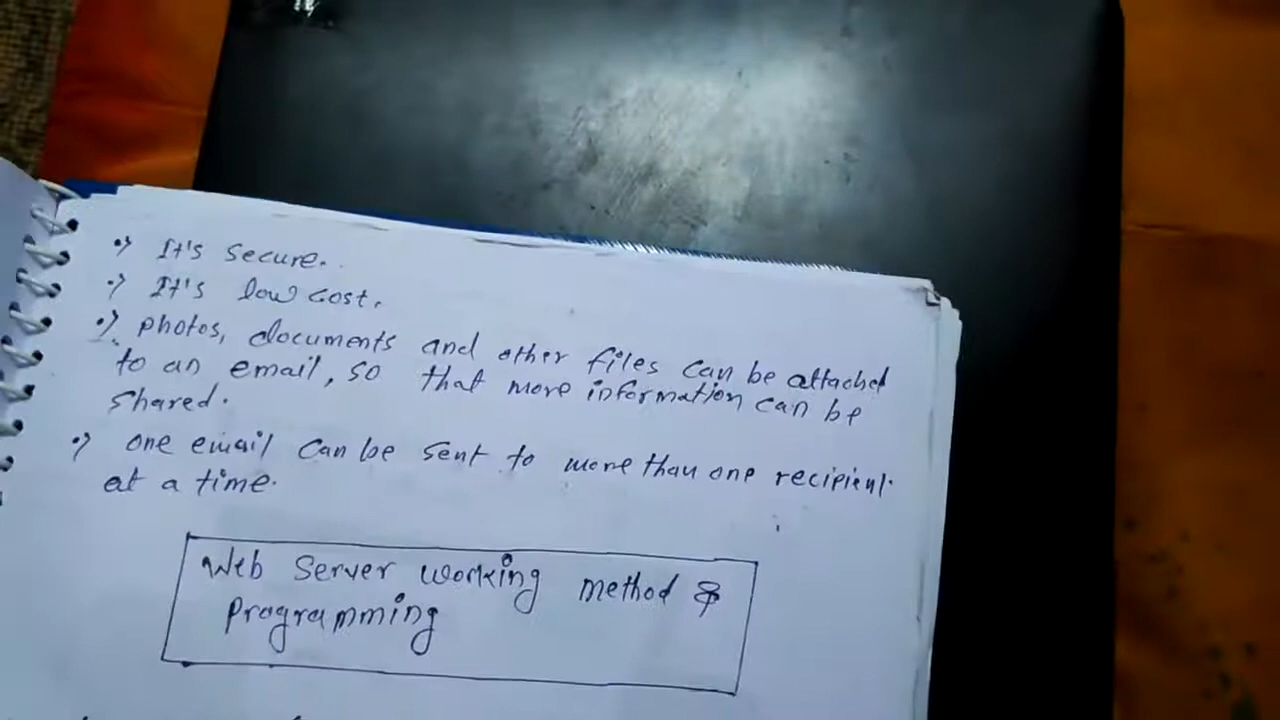 •⟩ It's secure.
•⟩ It's low cost.
•⟩ photos, documents and other files can be attached
to an email, so that more information can be
shared.
•⟩ one email can be sent to more than one recipient.
at a time.
Web Server working method &
programming